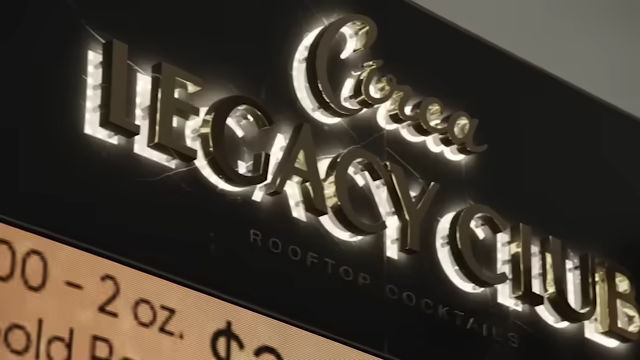 Circa
LEGACY CLUB
ROOFTOP COCKTAILS
00 - 2 oz.